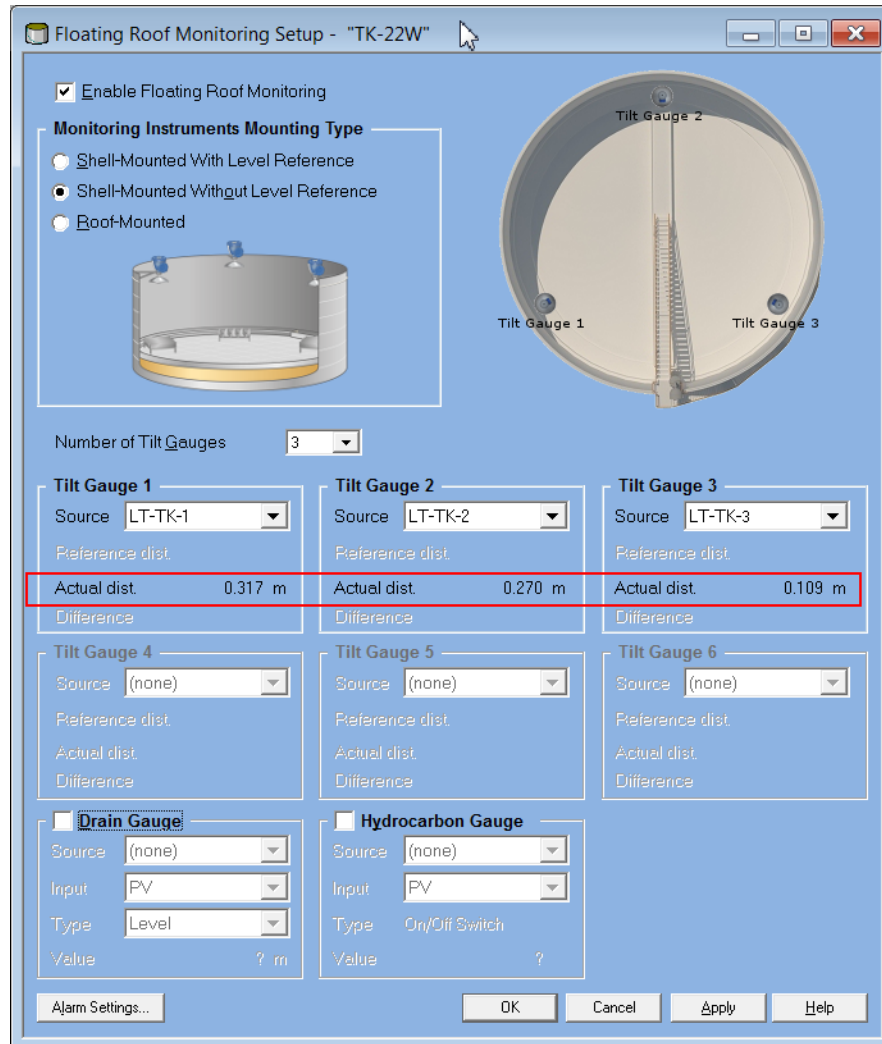 Floating Roof Monitoring Setup - "TK-22W"
Enable Floating Roof Monitoring
Monitoring Instruments Mounting Type
Shell-Mounted With Level Reference
Shell-Mounted Without Level Reference
Roof-Mounted
Tilt Gauge 2
Tilt Gauge 1
Tilt Gauge 3
Number of Tilt Gauges 3
Tilt Gauge 1 Tilt Gauge 2 Tilt Gauge 3
Source LT-TK-1 Source LT-TK-2 Source LT-TK-3
Reference dist. Reference dist. Reference dist.
Actual dist. 0.317 m Actual dist. 0.270 m Actual dist. 0.109 m
Difference Difference Difference
Tilt Gauge 4 Tilt Gauge 5 Tilt Gauge 6
Source (none) Source (none) Source (none)
Reference dist. Reference dist. Reference dist.
Actual dist. Actual dist. Actual dist.
Difference Difference Difference
Drain Gauge Hydrocarbon Gauge
Source (none) Source (none)
Input PV Input PV
Type Level Type On/Off Switch
Value ? m Value ?
Alarm Settings... OK Cancel Apply Help